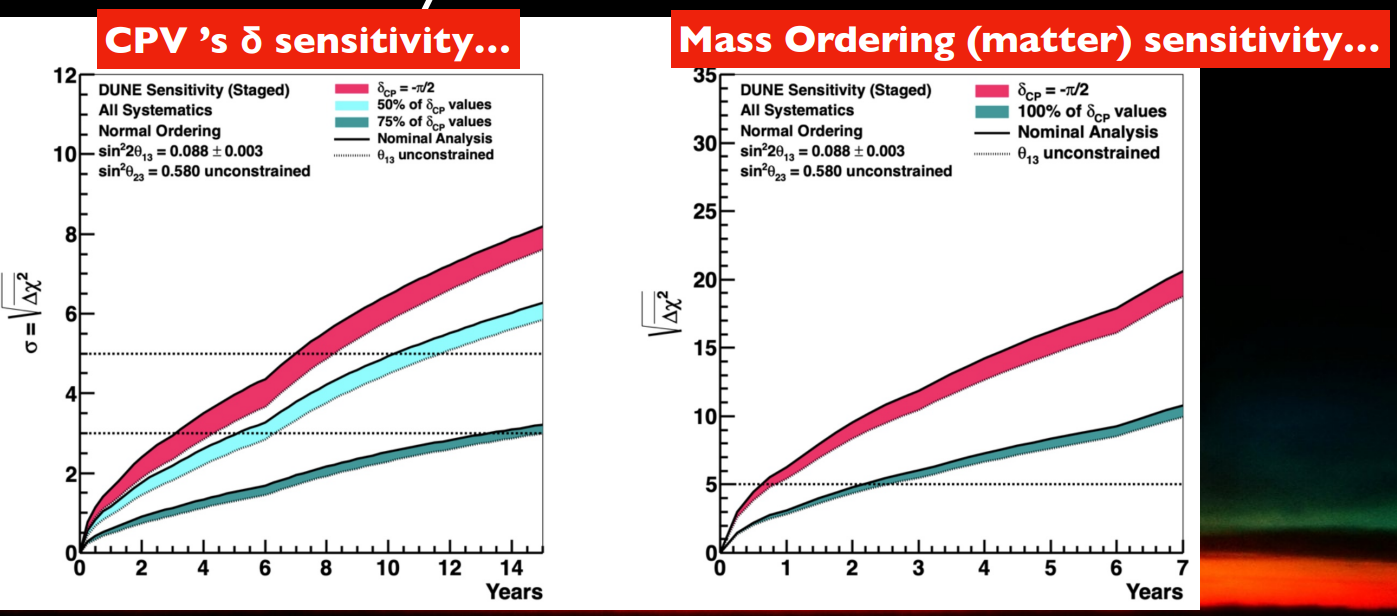 CPV 's δ sensitivity...
12
10
8
6
4
2
0
σ = √Δχ²
DUNE Sensitivity (Staged)
All Systematics
Normal Ordering
sin²2θ₁₃ = 0.088 ± 0.003
sin²θ₂₃ = 0.580 unconstrained
δCP = -π/2
50% of δCP values
75% of δCP values
Nominal Analysis
θ₁₃ unconstrained
0 2 4 6 8 10 12 14
Years
Mass Ordering (matter) sensitivity...
35
30
25
20
15
10
5
0
√Δχ²
DUNE Sensitivity (Staged)
All Systematics
Normal Ordering
sin²2θ₁₃ = 0.088 ± 0.003
sin²θ₂₃ = 0.580 unconstrained
δCP = -π/2
100% of δCP values
Nominal Analysis
θ₁₃ unconstrained
0 1 2 3 4 5 6 7
Years